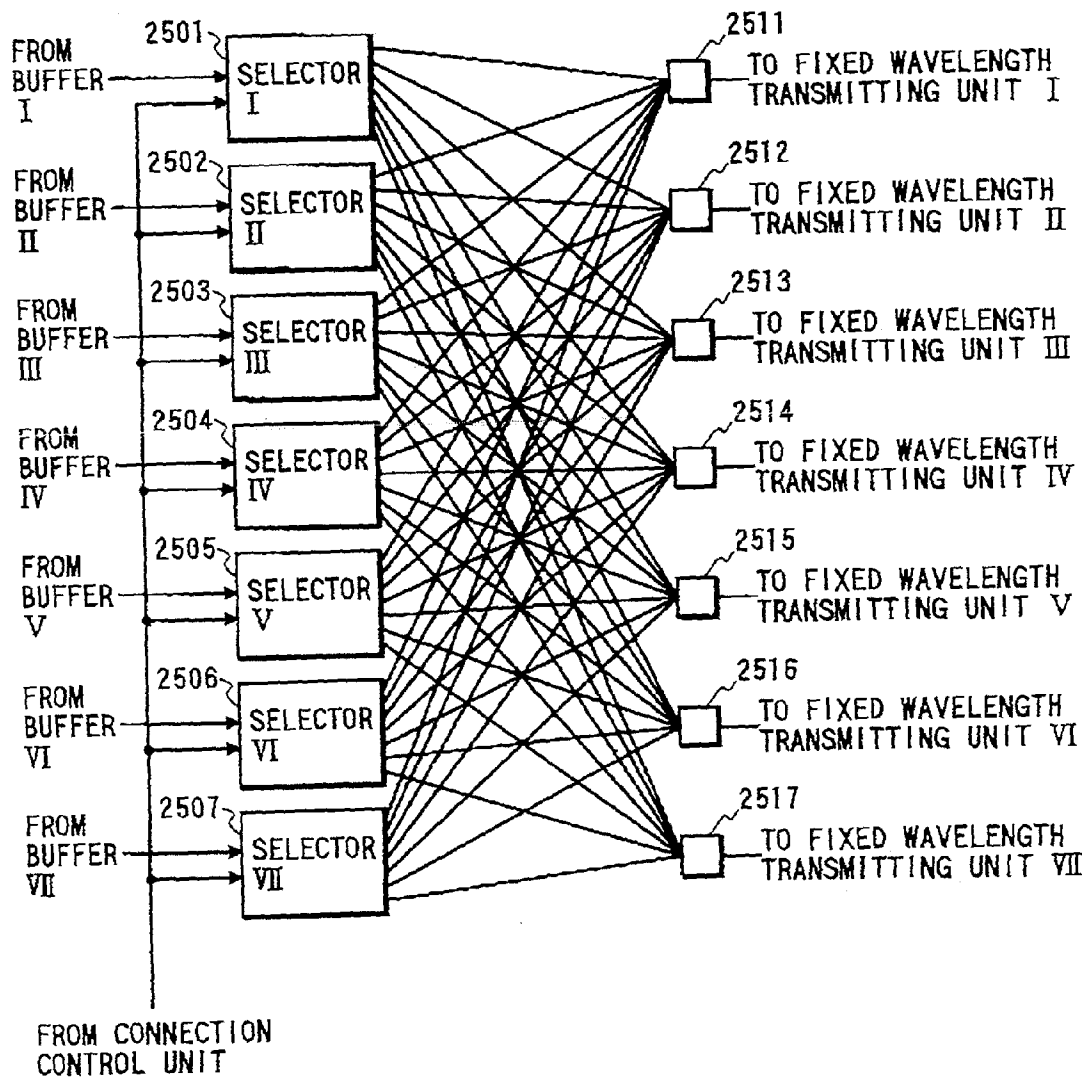 2501
FROM
BUFFER
I
SELECTOR
I
2511
TO FIXED WAVELENGTH
TRANSMITTING UNIT I
2502
FROM
BUFFER
II
SELECTOR
II
2512
TO FIXED WAVELENGTH
TRANSMITTING UNIT II
2503
FROM
BUFFER
III
SELECTOR
III
2513
TO FIXED WAVELENGTH
TRANSMITTING UNIT III
2504
FROM
BUFFER
IV
SELECTOR
IV
2514
TO FIXED WAVELENGTH
TRANSMITTING UNIT IV
2505
FROM
BUFFER
V
SELECTOR
V
2515
TO FIXED WAVELENGTH
TRANSMITTING UNIT V
2506
FROM
BUFFER
VI
SELECTOR
VI
2516
TO FIXED WAVELENGTH
TRANSMITTING UNIT VI
2507
FROM
BUFFER
VII
SELECTOR
VII
2517
TO FIXED WAVELENGTH
TRANSMITTING UNIT VII
FROM CONNECTION
CONTROL UNIT